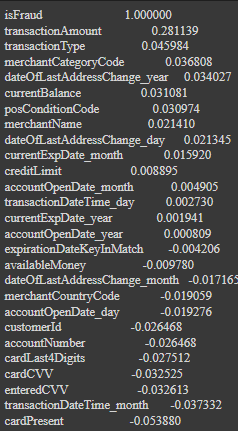 isFraud 1.000000
transactionAmount 0.281139
transactionType 0.045984
merchantCategoryCode 0.036808
dateOfLastAddressChange_year 0.034027
currentBalance 0.031081
posConditionCode 0.030974
merchantName 0.021410
dateOfLastAddressChange_day 0.021345
currentExpDate_month 0.015920
creditLimit 0.008895
accountOpenDate_month 0.004905
transactionDateTime_day 0.002730
currentExpDate_year 0.001941
accountOpenDate_year 0.000809
expirationDateKeyInMatch -0.004206
availableMoney -0.009780
dateOfLastAddressChange_month -0.017165
merchantCountryCode -0.019059
accountOpenDate_day -0.019276
customerId -0.026468
accountNumber -0.026468
cardLast4Digits -0.027512
cardCVV -0.032525
enteredCVV -0.032613
transactionDateTime_month -0.037332
cardPresent -0.053880